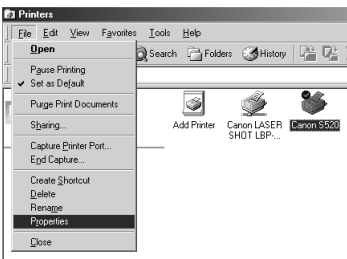 Printers
File Edit View Favorites Tools Help
Search Folders History
Open
Pause Printing
Set as Default
Purge Print Documents
Sharing...
Capture Printer Port...
End Capture...
Create Shortcut
Delete
Rename
Properties
Close
Add Printer
Canon LASER
SHOT LBP-...
Canon S520